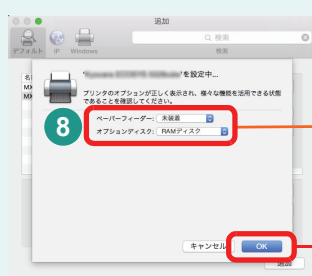 追加
検索
デフォルト IP Windows
検索
名
MX
MX
"を設定中...
プリンタのオプションが正しく表示され、様々な機能を活用できる状態
であることを確認してください。
8
ペーパーフィーダー: 未装着
オプションディスク: RAMディスク
キャンセル OK
追加